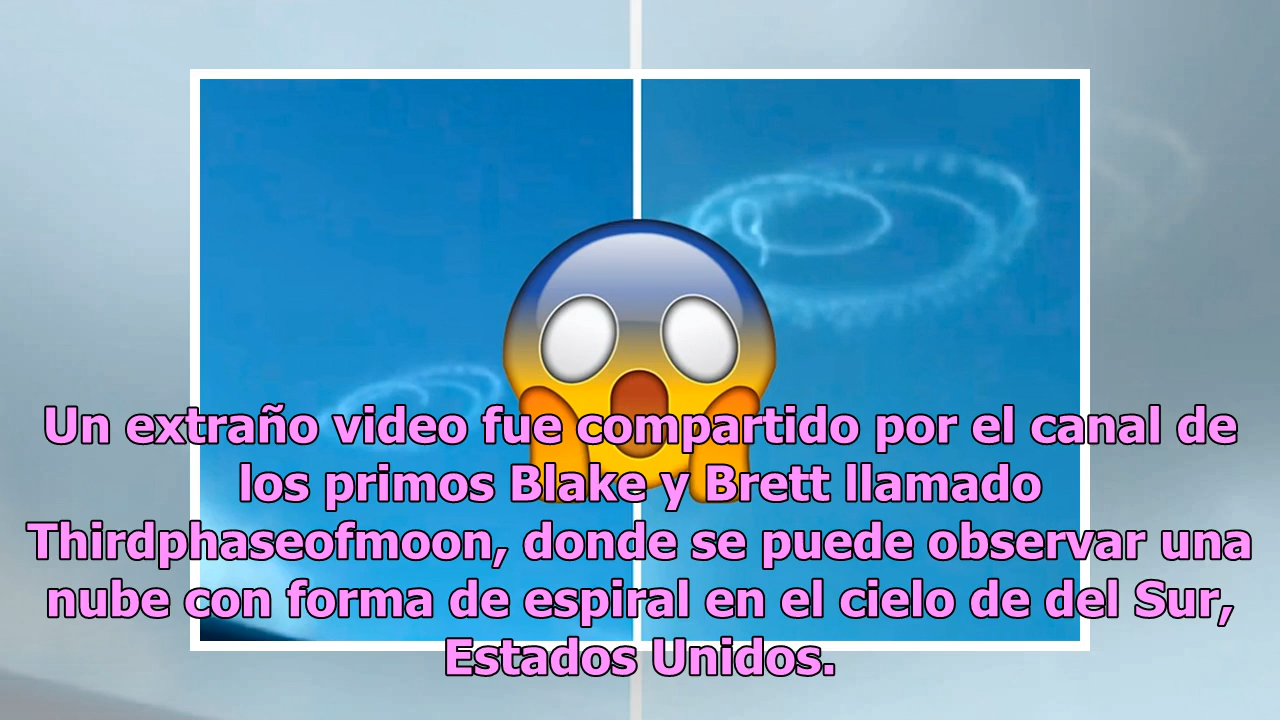 Un extraño video fue compartido por el canal de
los primos Blake y Brett llamado
Thirdphaseofmoon, donde se puede observar una
nube con forma de espiral en el cielo de del Sur,
Estados Unidos.